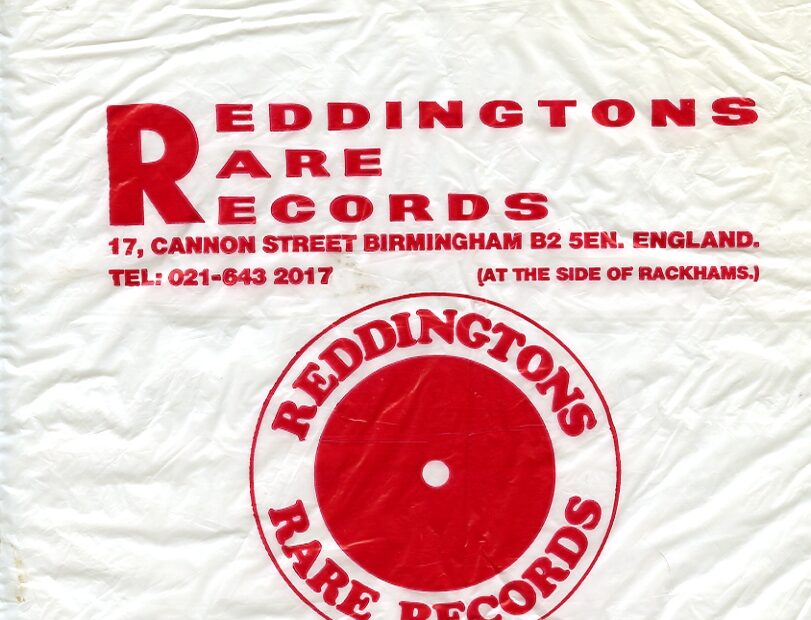 REDDINGTONS
RARE
RECORDS
17, CANNON STREET BIRMINGHAM B2 5EN. ENGLAND.
TEL: 021-643 2017 (AT THE SIDE OF RACKHAMS.)
REDDINGTONS
RARE RECORDS